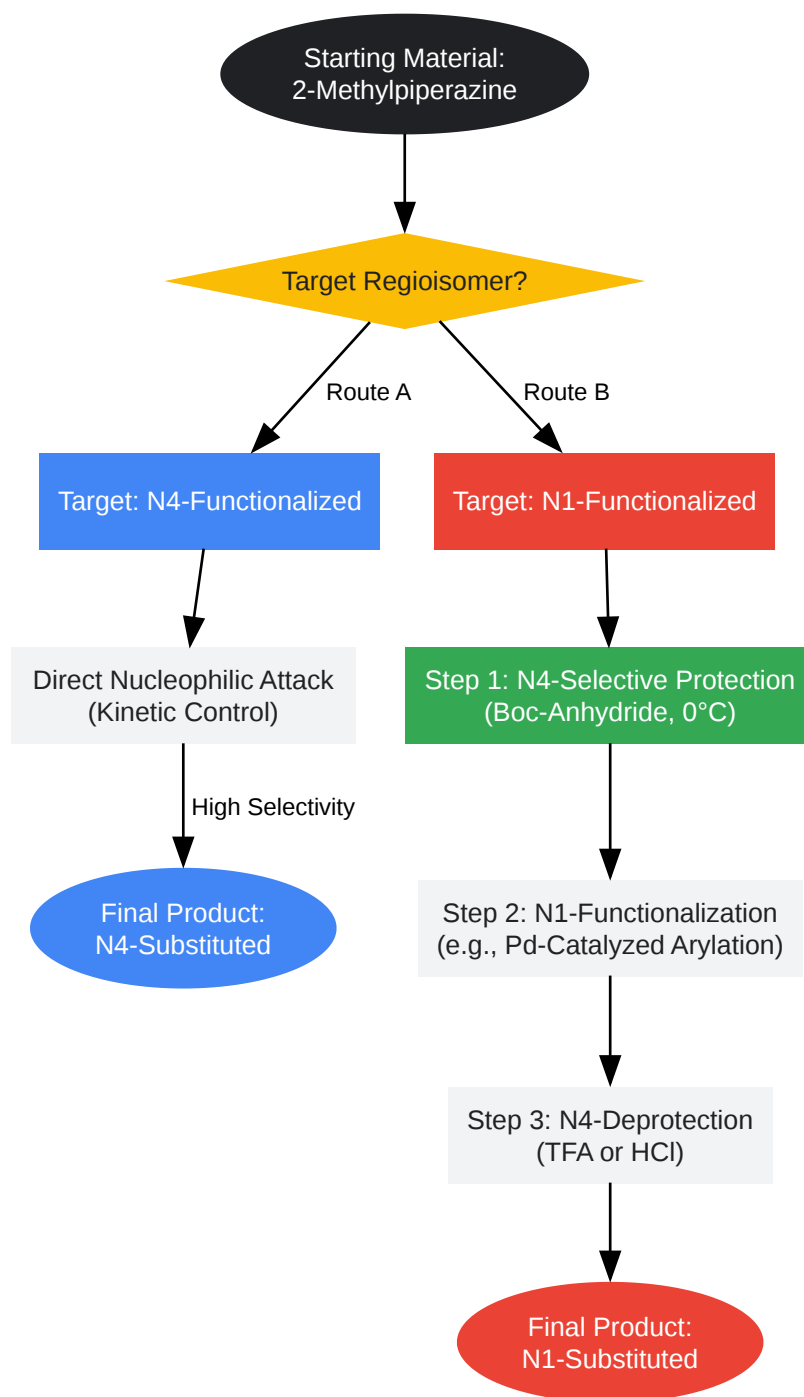 Starting Material:
2-Methylpiperazine
Target Regioisomer?
Route A
Route B
Target: N4-Functionalized
Target: N1-Functionalized
Direct Nucleophilic Attack
(Kinetic Control)
Step 1: N4-Selective Protection
(Boc-Anhydride, 0°C)
High Selectivity
Final Product:
N4-Substituted
Step 2: N1-Functionalization
(e.g., Pd-Catalyzed Arylation)
Step 3: N4-Deprotection
(TFA or HCl)
Final Product:
N1-Substituted